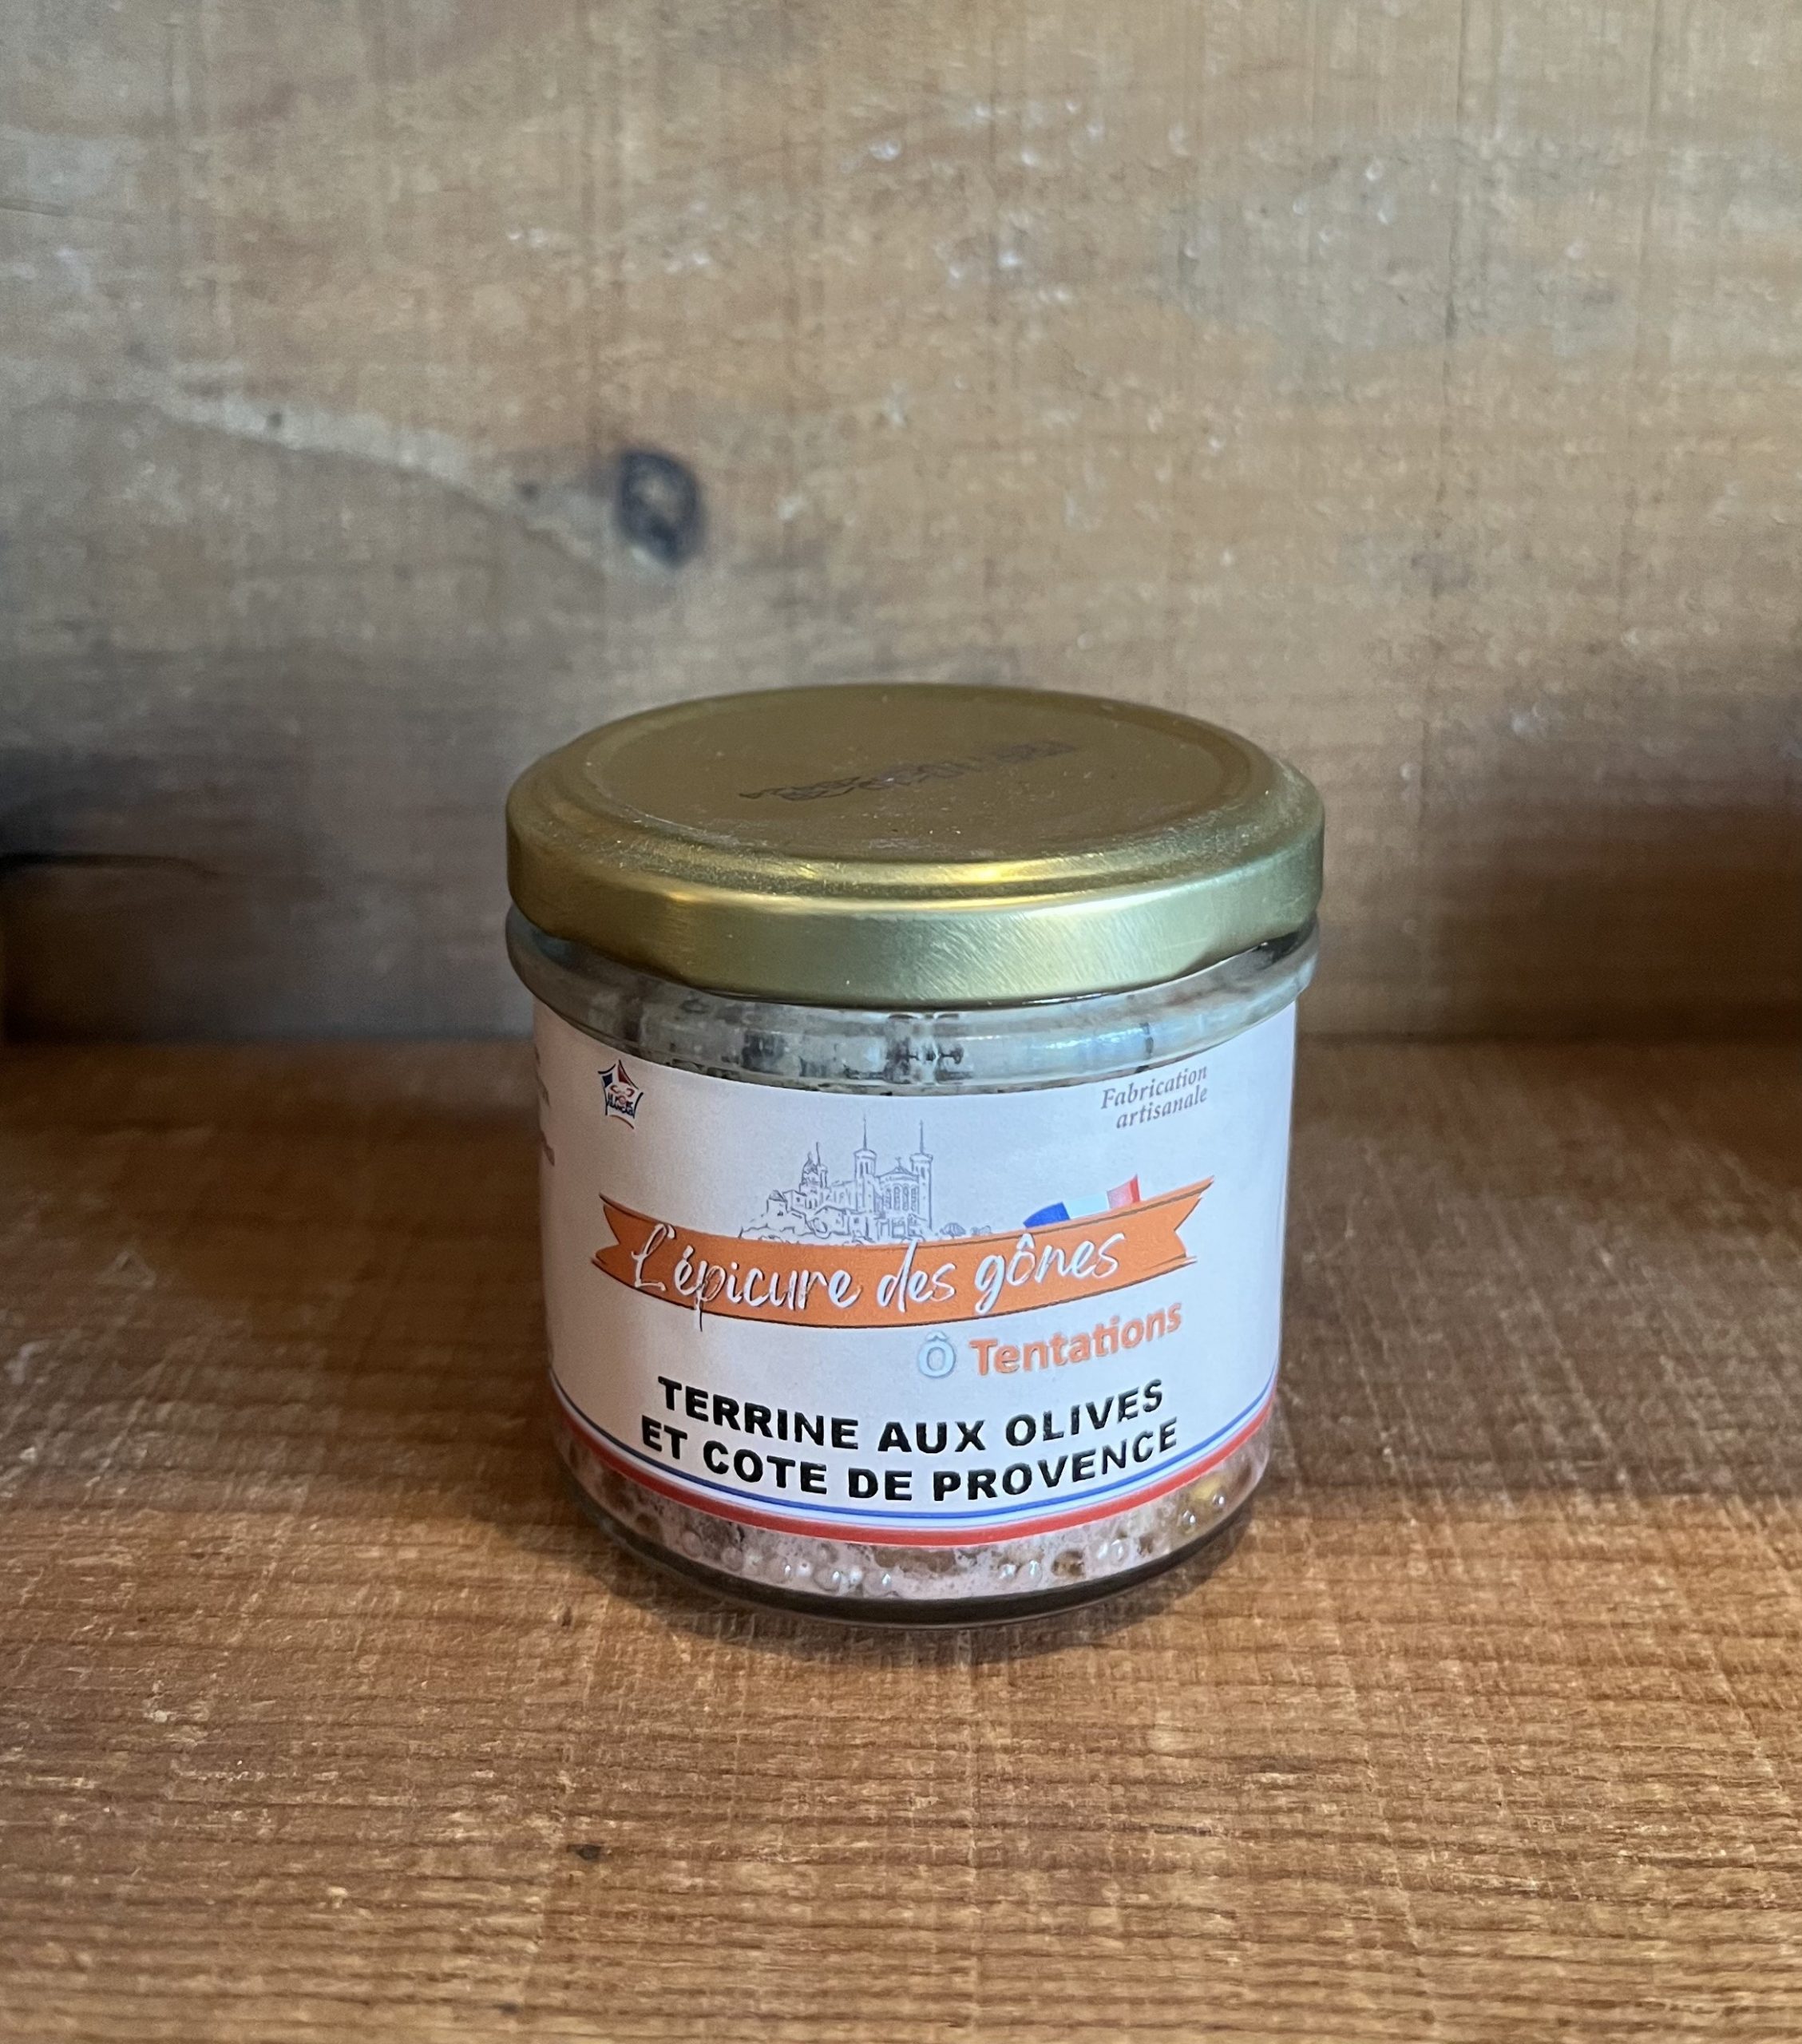 Fabrication
artisanale
L'épicure des gônes
Ô Tentations
TERRINE AUX OLIVES
ET COTE DE PROVENCE